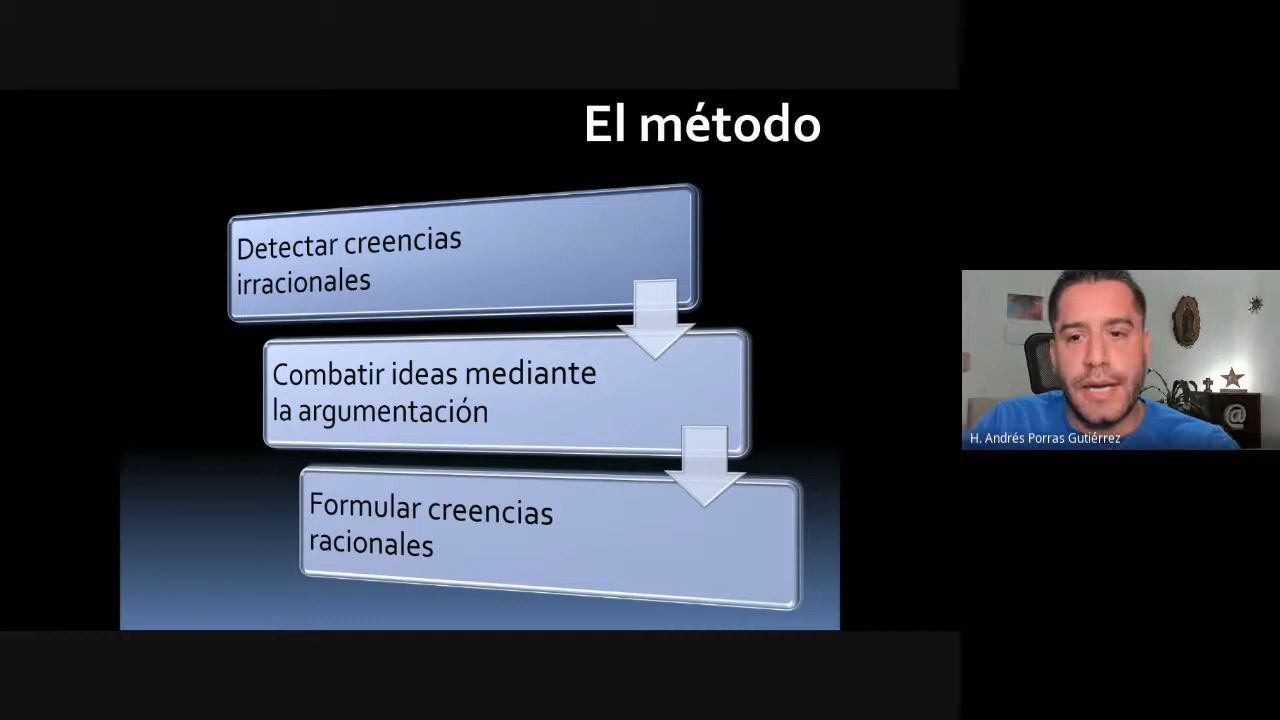 El método
Detectar creencias
irracionales
Combatir ideas mediante
la argumentación
Formular creencias
racionales
@
H. Andrés Porras Gutiérrez